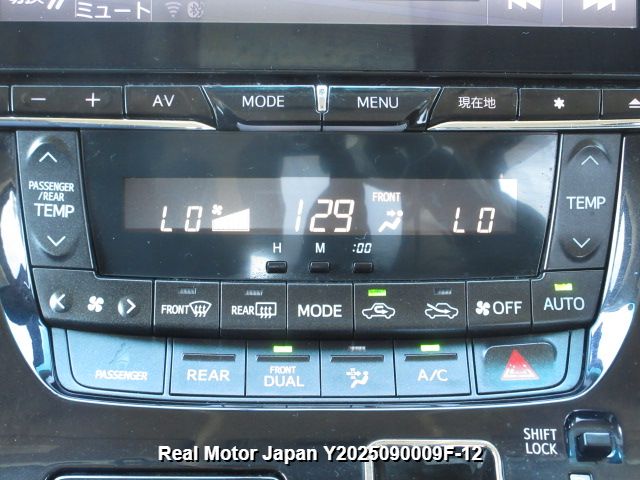 ミュート
− + AV MODE MENU 現在地 ✱
PASSENGER
/REAR
TEMP
LO 129 FRONT LO
TEMP
H M :00
FRONT REAR MODE OFF AUTO
PASSENGER REAR FRONT
DUAL A/C
SHIFT
LOCK
Real Motor Japan Y2025090009F-12